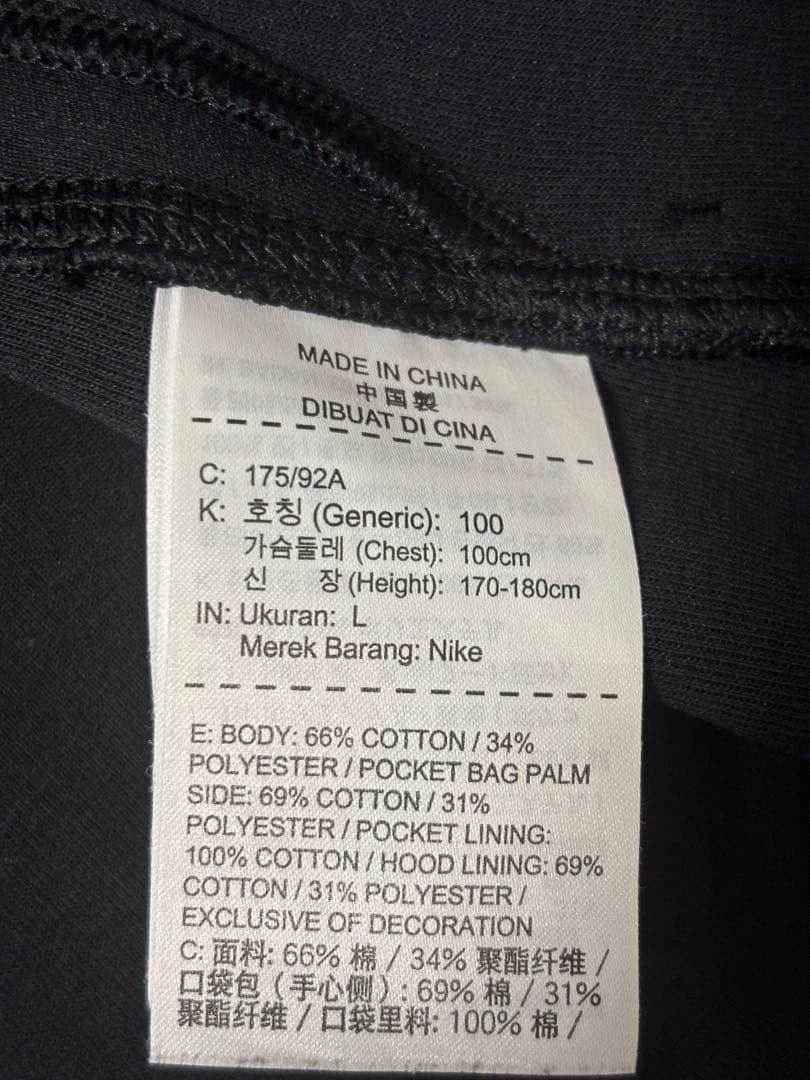 MADE IN CHINA
中国製
DIBUAT DI CINA
C: 175/92A
K: 호칭 (Generic): 100
가슴둘레 (Chest): 100cm
신 장 (Height): 170-180cm
IN: Ukuran: L
Merek Barang: Nike
E: BODY: 66% COTTON / 34%
POLYESTER / POCKET BAG PALM
SIDE: 69% COTTON / 31%
POLYESTER / POCKET LINING:
100% COTTON / HOOD LINING: 69%
COTTON / 31% POLYESTER /
EXCLUSIVE OF DECORATION
C: 面料: 66% 棉 / 34% 聚酯纤维 /
口袋包（手心侧）: 69% 棉 / 31%
聚酯纤维 / 口袋里料: 100% 棉 /